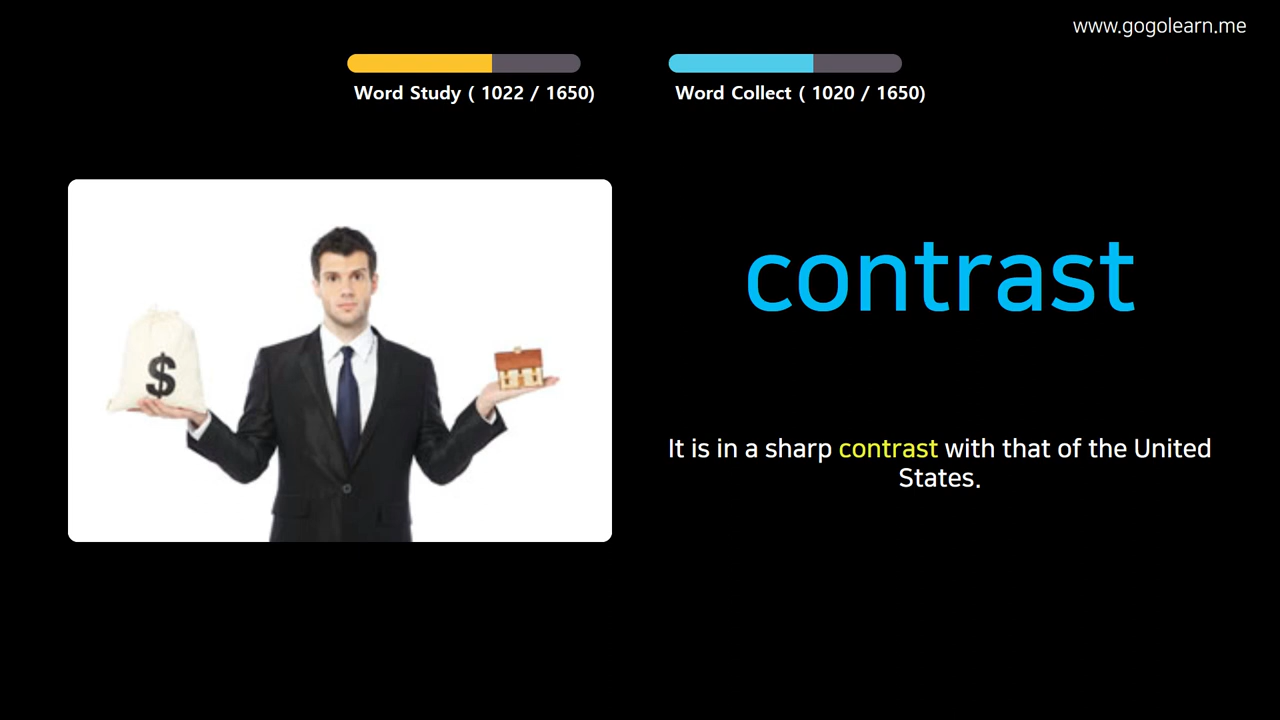 www.gogolearn.me
Word Study ( 1022 / 1650)
Word Collect ( 1020 / 1650)
$
contrast
It is in a sharp contrast with that of the United
States.